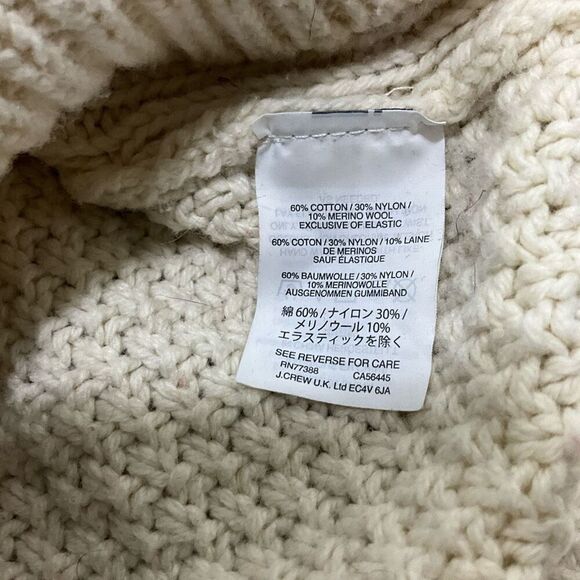 60% COTTON / 30% NYLON /
10% MERINO WOOL
EXCLUSIVE OF ELASTIC
60% COTON / 30% NYLON / 10% LAINE
DE MERINOS
SAUF ÉLASTIQUE
60% BAUMWOLLE / 30% NYLON /
10% MERINOWOLLE
AUSGENOMMEN GUMMIBAND
綿 60% / ナイロン 30% /
メリノウール 10%
エラスティックを除く
SEE REVERSE FOR CARE
RN77388 CA56445
J.CREW U.K. Ltd EC4V 6JA